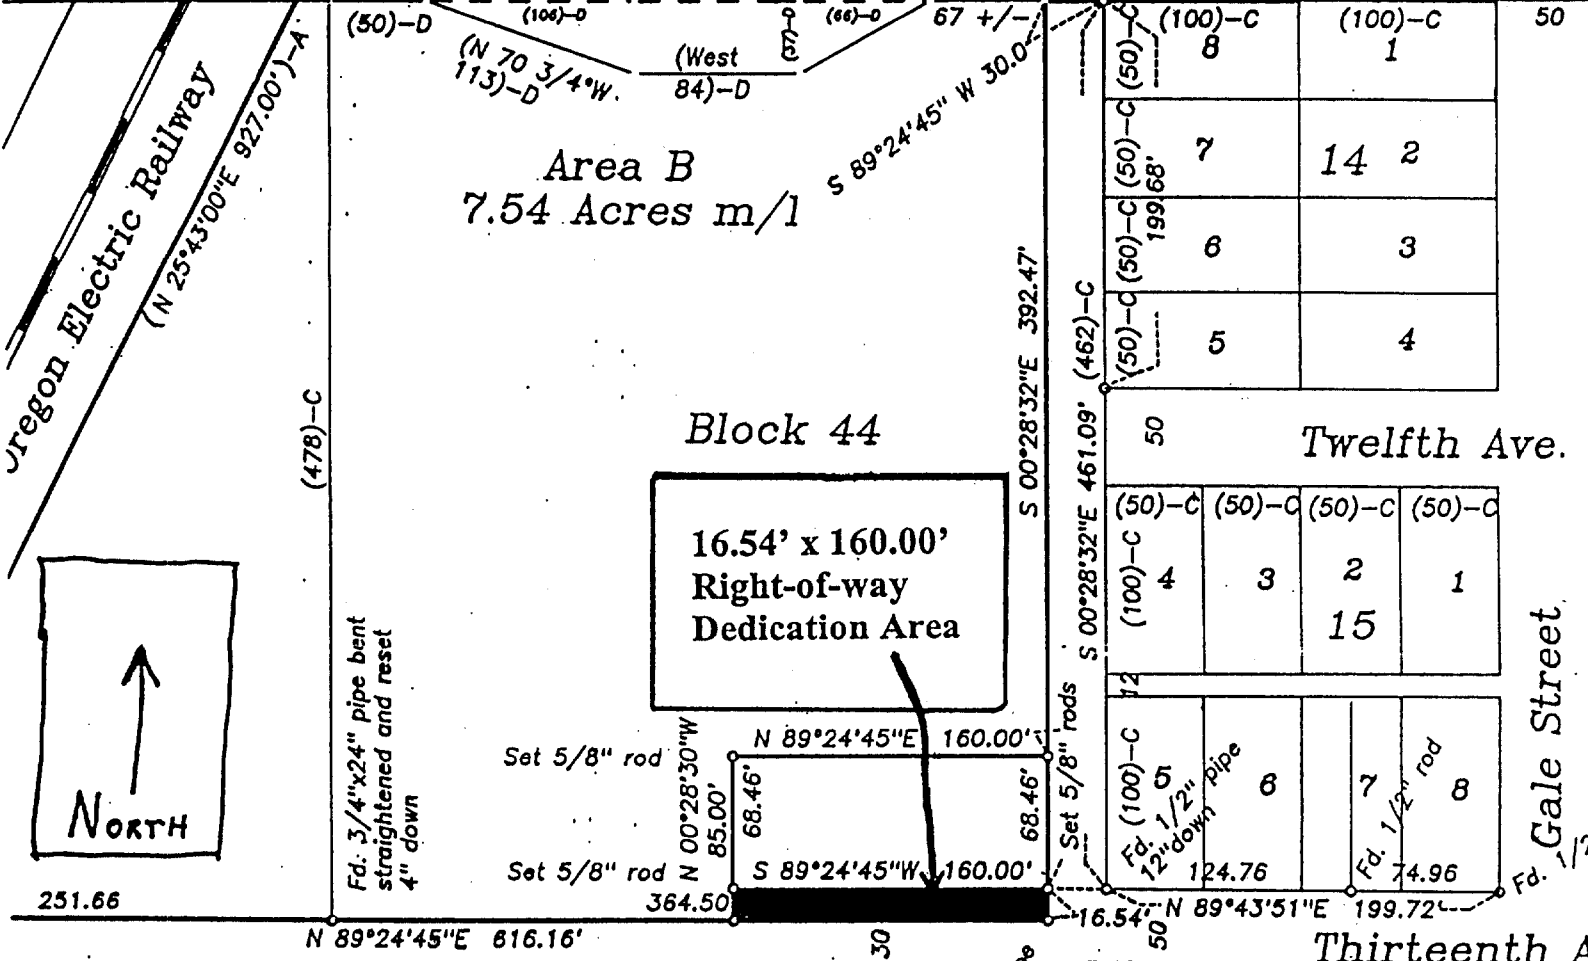 (50)-D
(106)-D
(37)-D
(66)-D
67 +/-
(100)-C
(100)-C
50
(N 70 3/4°W.
113)-D
(West
84)-D
S 89°24'45" W 30.0
(50)-C
8
1
Oregon Electric Railway
(N 25°43'00"E 927.00')-A
Area B
7.54 Acres m/l
(50)-C
199.68'
7
14
2
(50)-C
6
3
(50)-C
5
4
(478)-C
S 00°28'32"E 392.47'
(462)-C
S 00°28'32"E 461.09'
50
Twelfth Ave.
Block 44
16.54' x 160.00'
Right-of-way
Dedication Area
(50)-C
(50)-C
(50)-C
(50)-C
(100)-C
4
3
2
1
15
12
Gale Street
NORTH
Fd. 3/4"x24" pipe bent
straightened and reset
4" down
Set 5/8" rod
N 89°24'45"E 160.00'
N 00°28'30"W
85.00'
68.46'
68.46'
Set 5/8" rods
(100)-C
5
6
7
8
Fd. 1/2" pipe
12"down
Fd. 1/2" rod
Set 5/8" rod
S 89°24'45"W 160.00'
124.76
74.96
Fd. 1/2
251.66
364.50
16.54'
N 89°43'51"E 199.72'
N 89°24'45"E 616.16'
30
50
Thirteenth A